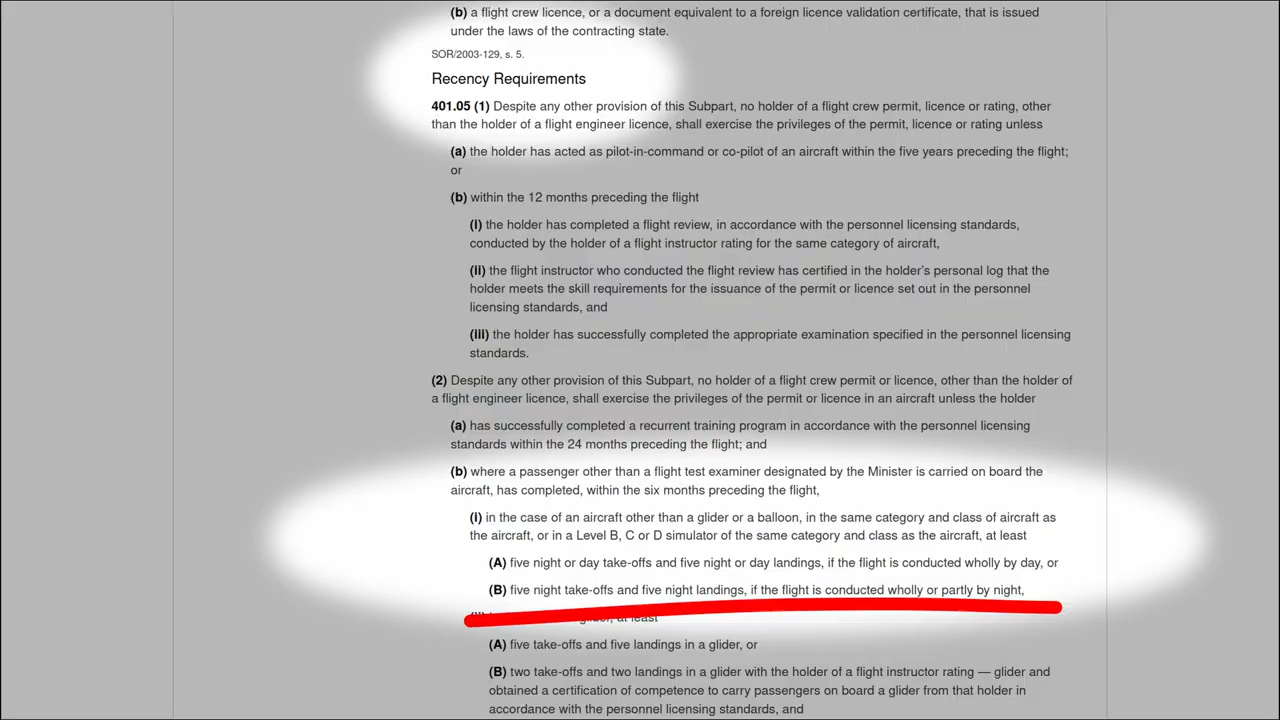 (b) a flight crew licence, or a document equivalent to a foreign licence validation certificate, that is issued
under the laws of the contracting state.
SOR/2003-129, s. 5.
Recency Requirements
401.05 (1) Despite any other provision of this Subpart, no holder of a flight crew permit, licence or rating, other
than the holder of a flight engineer licence, shall exercise the privileges of the permit, licence or rating unless
(a) the holder has acted as pilot-in-command or co-pilot of an aircraft within the five years preceding the flight;
or
(b) within the 12 months preceding the flight
(i) the holder has completed a flight review, in accordance with the personnel licensing standards,
conducted by the holder of a flight instructor rating for the same category of aircraft,
(ii) the flight instructor who conducted the flight review has certified in the holder's personal log that the
holder meets the skill requirements for the issuance of the permit or licence set out in the personnel
licensing standards, and
(iii) the holder has successfully completed the appropriate examination specified in the personnel licensing
standards.
(2) Despite any other provision of this Subpart, no holder of a flight crew permit or licence, other than the holder of
a flight engineer licence, shall exercise the privileges of the permit or licence in an aircraft unless the holder
(a) has successfully completed a recurrent training program in accordance with the personnel licensing
standards within the 24 months preceding the flight; and
(b) where a passenger other than a flight test examiner designated by the Minister is carried on board the
aircraft, has completed, within the six months preceding the flight,
(i) in the case of an aircraft other than a glider or a balloon, in the same category and class of aircraft as
the aircraft, or in a Level B, C or D simulator of the same category and class as the aircraft, at least
(A) five night or day take-offs and five night or day landings, if the flight is conducted wholly by day, or
(B) five night take-offs and five night landings, if the flight is conducted wholly or partly by night,
glider, at least
(A) five take-offs and five landings in a glider, or
(B) two take-offs and two landings in a glider with the holder of a flight instructor rating — glider and
obtained a certification of competence to carry passengers on board a glider from that holder in
accordance with the personnel licensing standards, and